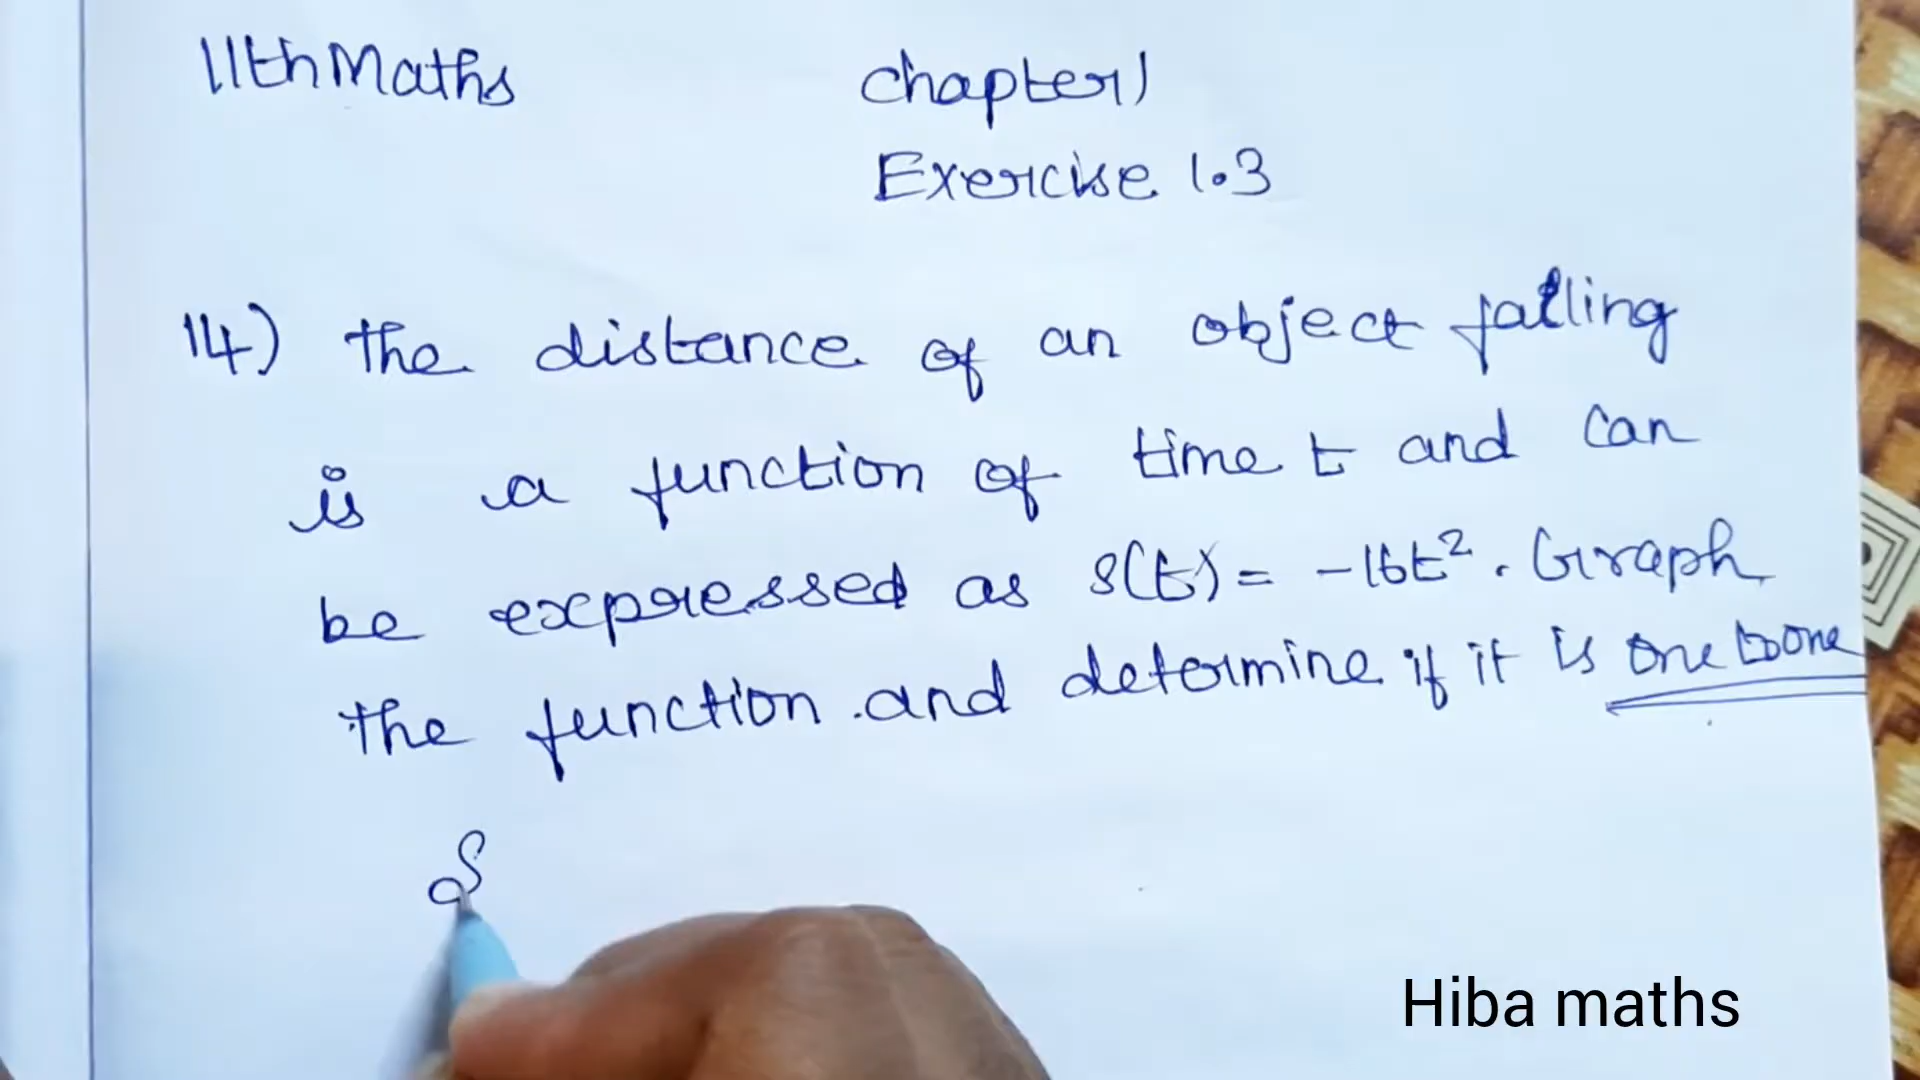 11th Maths
Chapter 1
Exercise 1.3
14) the distance of an object falling
is a function of time t and can
be expressed as s(t) = -16t². Graph
the function and determine if it is one to one
S
Hiba maths